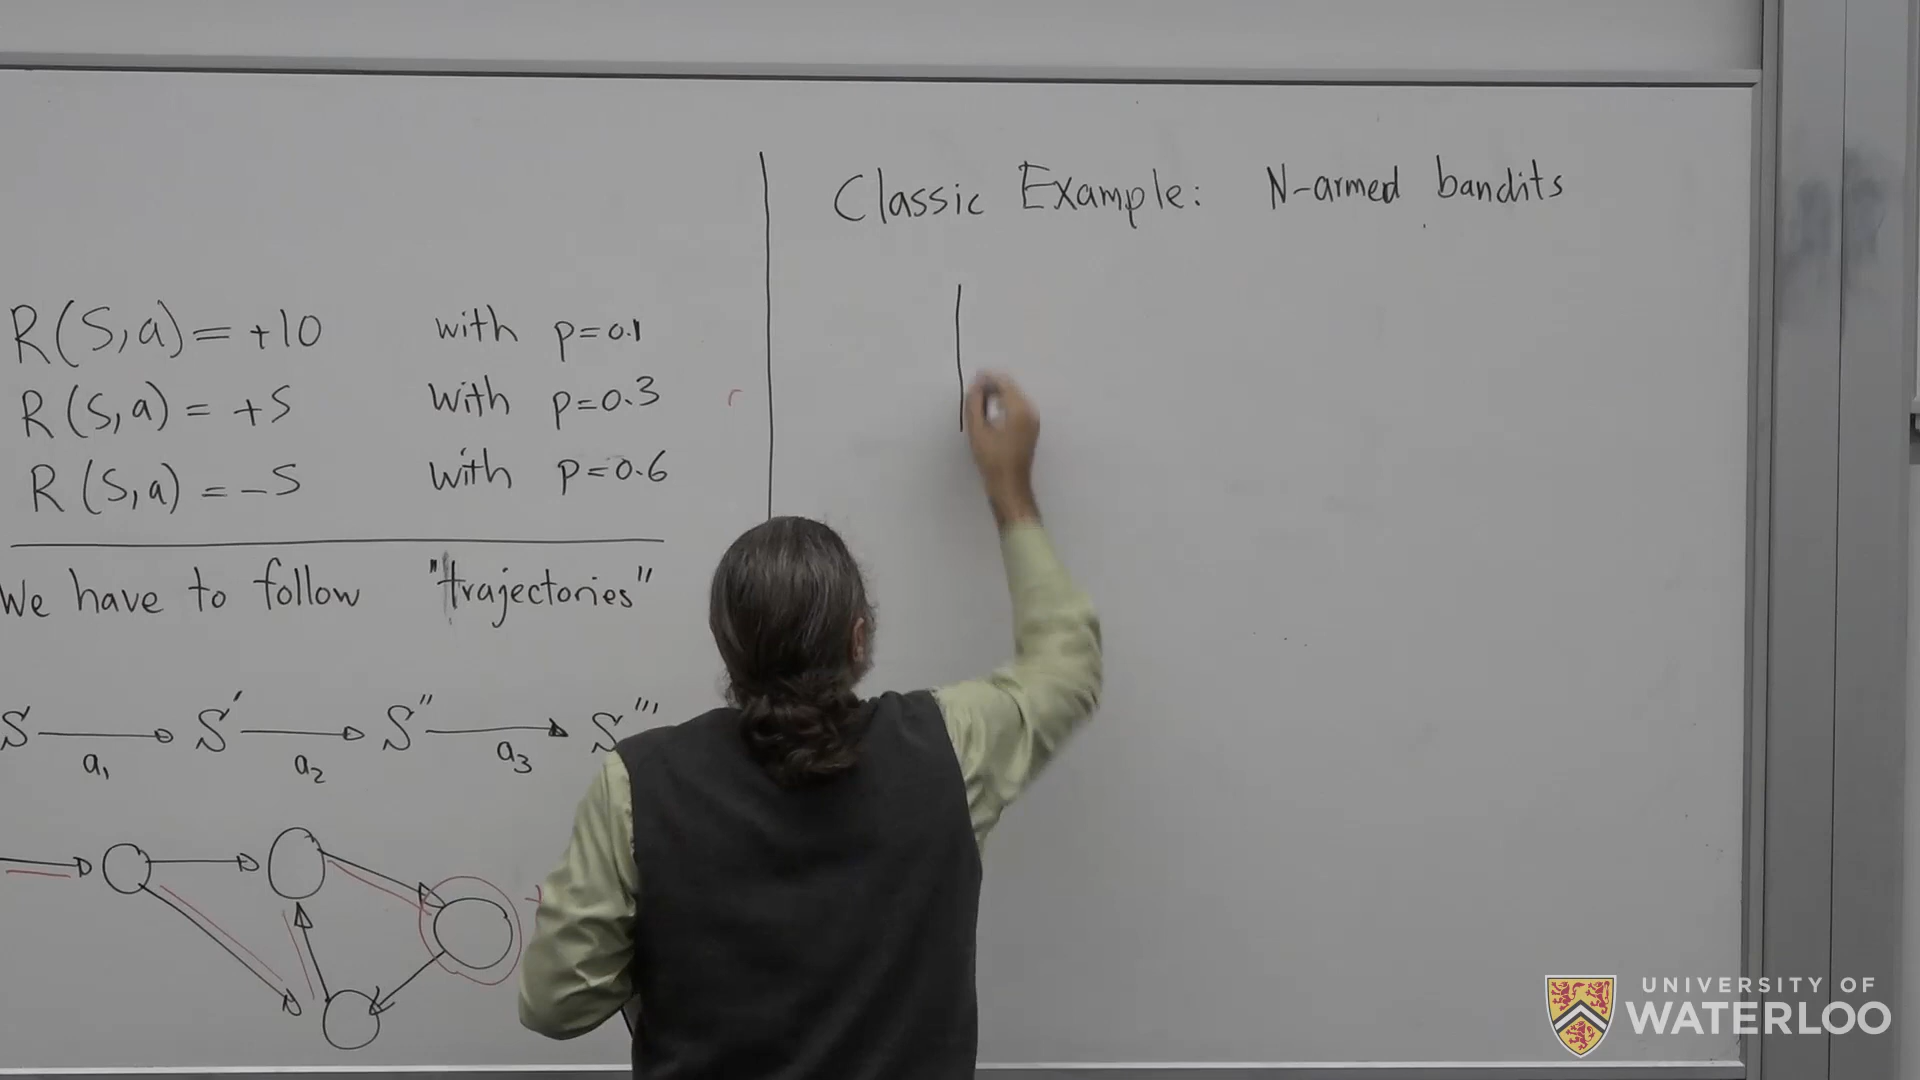 R(S,a) = +10 with p=0.1
R(S,a) = +5 with p=0.3
R(S,a) = -5 with p=0.6
We have to follow "trajectories"
S S' S'' S'''
a₁ a₂ a₃
Classic Example: N-armed bandits
UNIVERSITY OF
WATERLOO